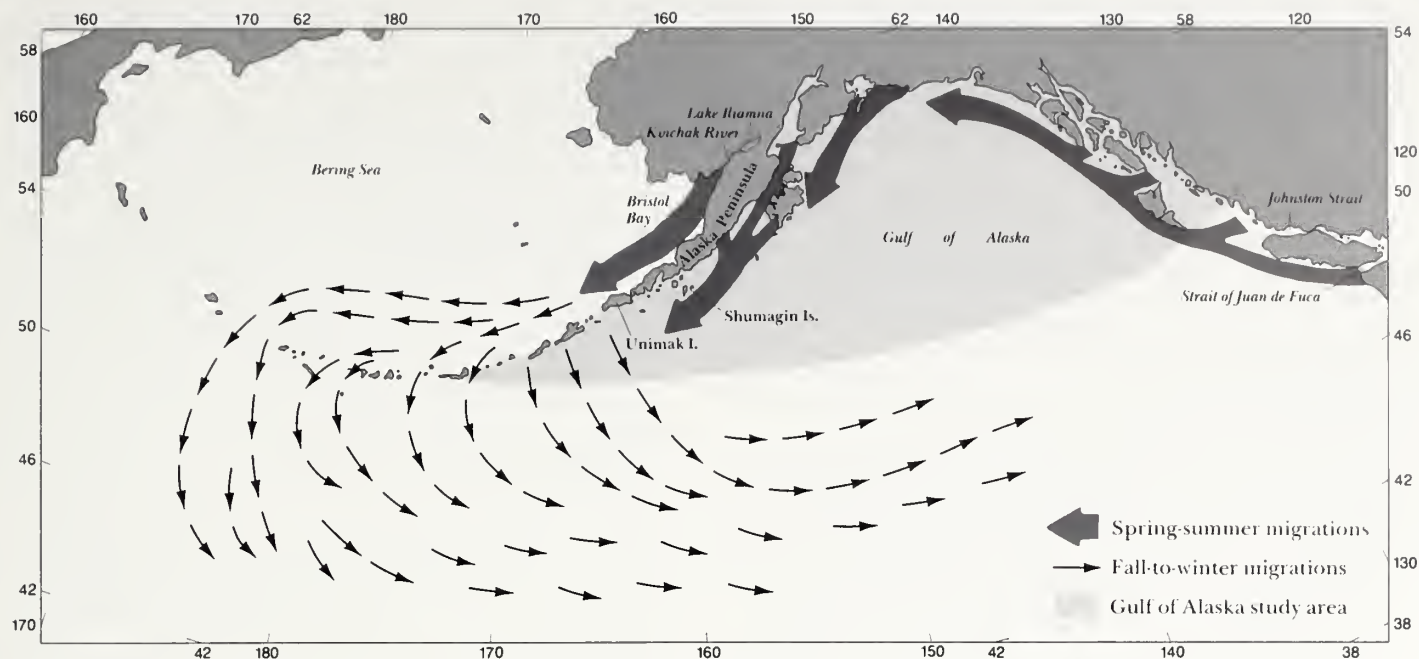 160 170 62 180 170 160 150 62 140 130 58 120
58
54
160
Lake Iliamna
Kvichak River
120
Bering Sea
54
50
Bristol
Bay
Alaska Peninsula
Johnston Strait
Gulf of Alaska
Strait of Juan de Fuca
Shumagin Is.
50
46
Unimak I.
46
42
Spring-summer migrations
Fall-to-winter migrations
130
42
Gulf of Alaska study area
170
38
42 180 170 160 150 42 140 38